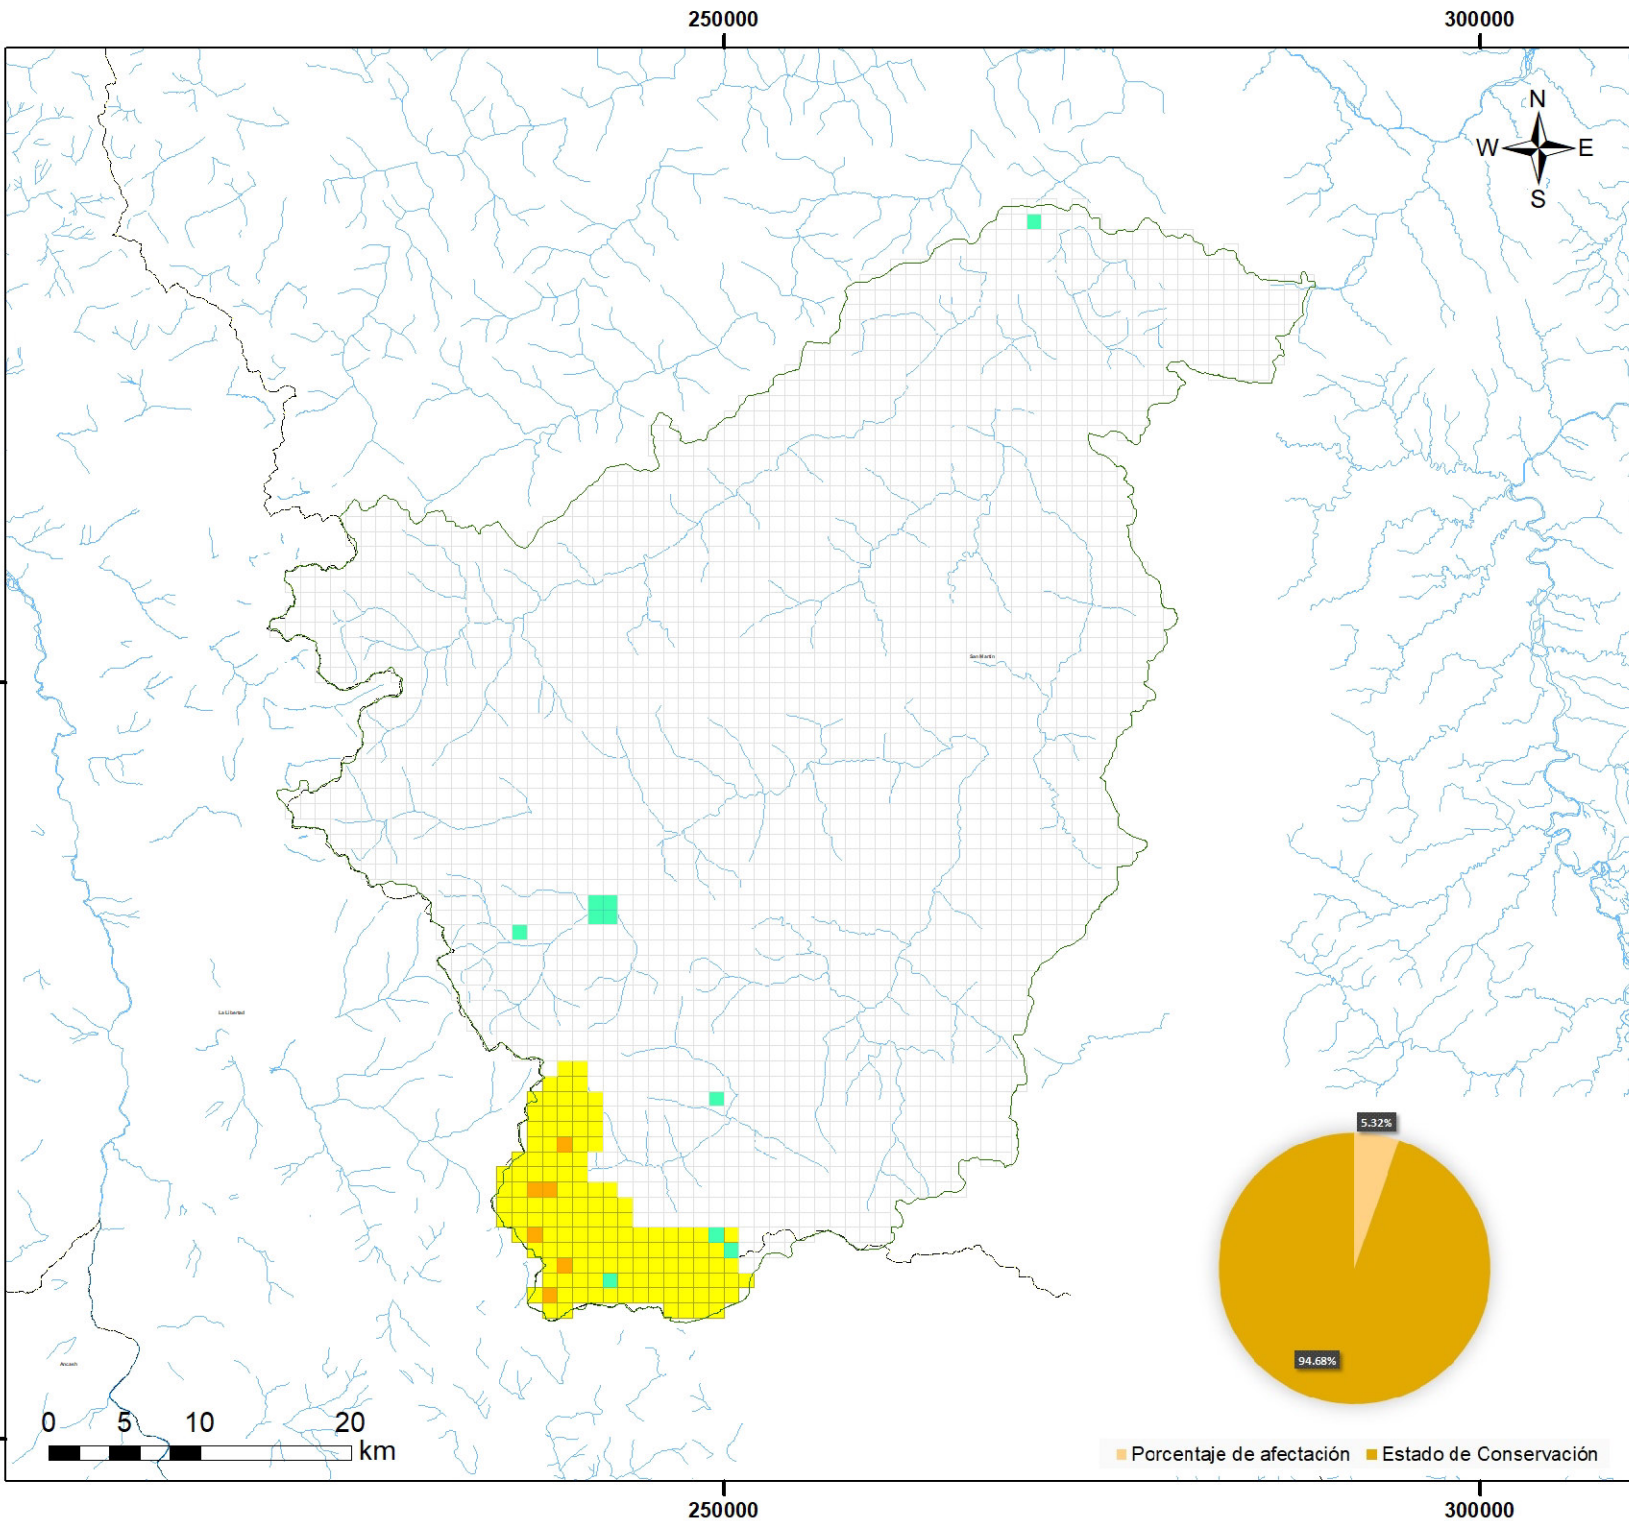 250000 300000
N
W E
S
San Martín
La Libertad
Ancash
5.32%
94.68%
0 5 10 20
km
Porcentaje de afectación Estado de Conservación
250000 300000